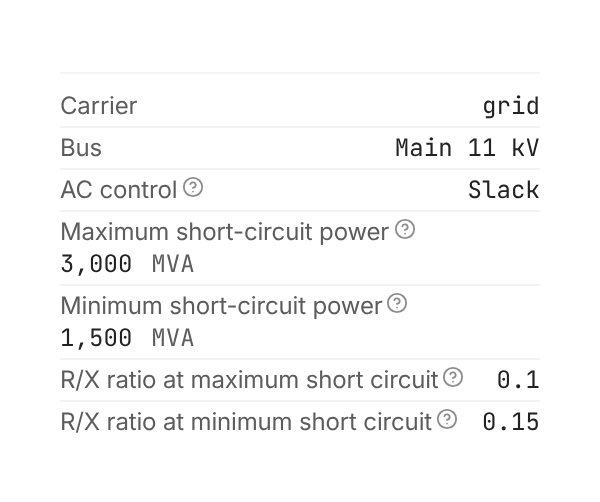 Carrier grid
Bus Main 11 kV
AC control Slack
Maximum short-circuit power
3,000 MVA
Minimum short-circuit power
1,500 MVA
R/X ratio at maximum short circuit 0.1
R/X ratio at minimum short circuit 0.15